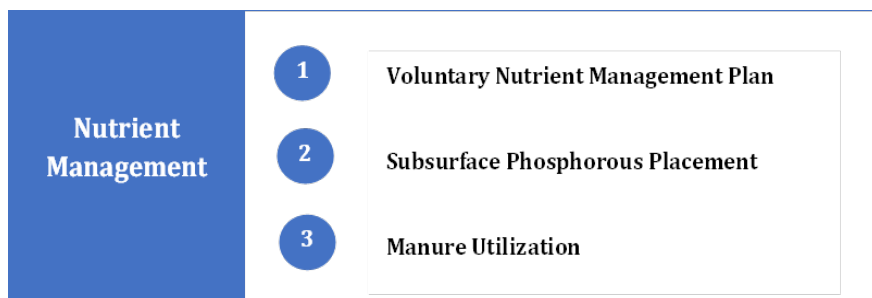 Nutrient
Management
1
Voluntary Nutrient Management Plan
2
Subsurface Phosphorous Placement
3
Manure Utilization